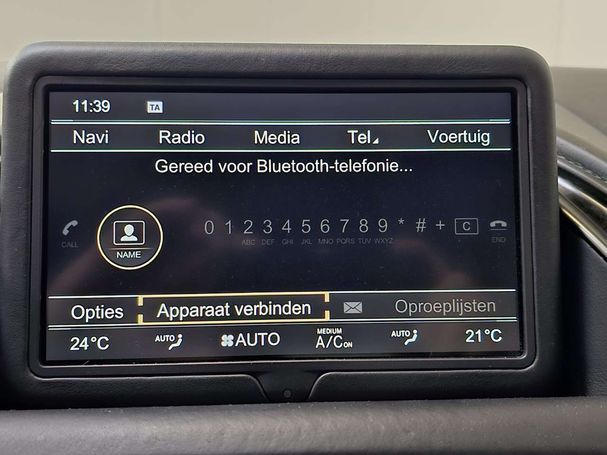 11:39 TA
Navi Radio Media Tel Voertuig
Gereed voor Bluetooth-telefonie...
0 1 2 3 4 5 6 7 8 9 * # + C
CALL NAME ABC DEF GHI JKL MNO PQRS TUV WXYZ END
Opties Apparaat verbinden Oproeplijsten
24°C AUTO AUTO MEDIUM A/C ON AUTO 21°C